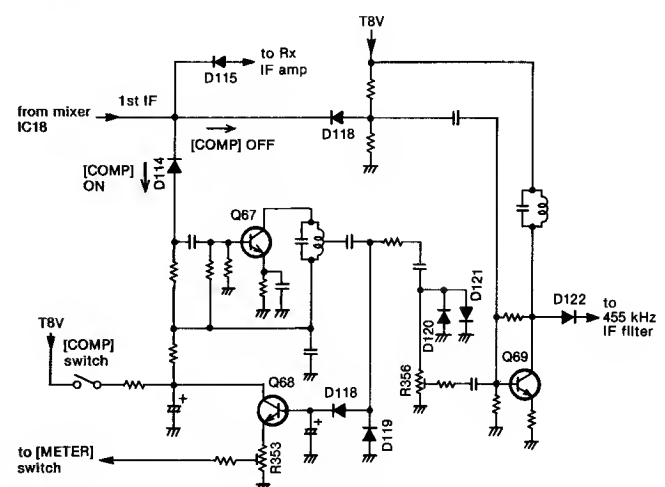 T8V
to Rx
IF amp
D115
from mixer
IC18
1st IF
[COMP] OFF
D118
[COMP]
ON
D114
Q67
D121
D120
D122
to
455 kHz
IF filter
T8V
[COMP]
switch
R356
Q69
Q68
D118
D119
R353
to [METER]
switch
+
+